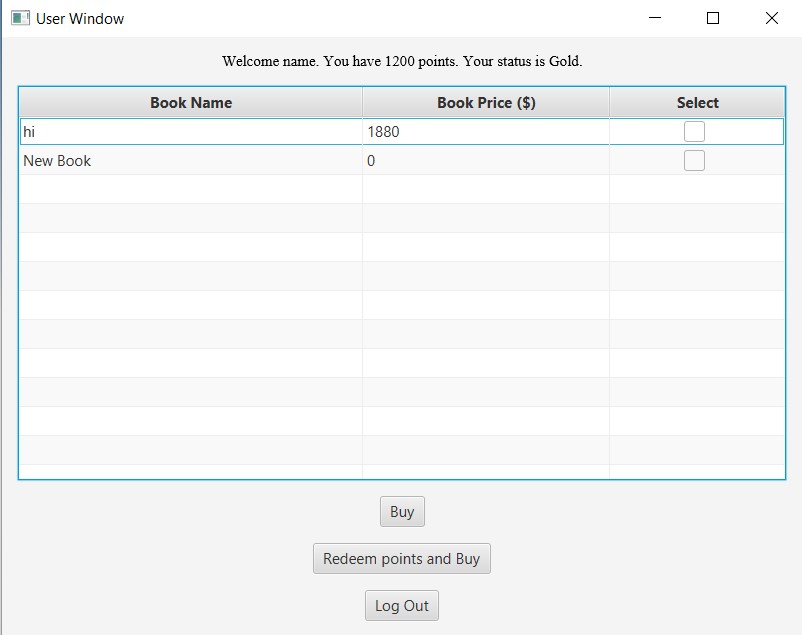 User Window
Welcome name. You have 1200 points. Your status is Gold.
Book Name Book Price ($) Select
hi 1880
New Book 0
Buy
Redeem points and Buy
Log Out